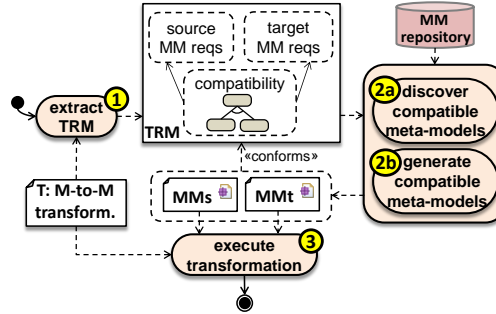 source
MM reqs
target
MM reqs
compatibility
TRM
1
extract
TRM
MM
repository
2a discover
compatible
meta-models
2b generate
compatible
meta-models
«conforms»
MMs
MMt
T: M-to-M
transform.
3
execute
transformation